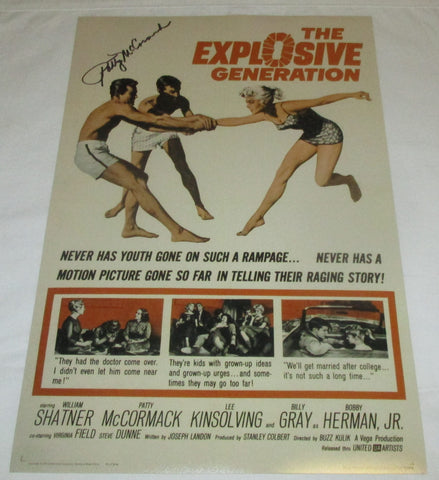 Patty McCormack
THE
EXPLOSIVE
GENERATION
NEVER HAS YOUTH GONE ON SUCH A RAMPAGE... NEVER HAS A
MOTION PICTURE GONE SO FAR IN TELLING THEIR RAGING STORY!
"They had the doctor come over.
I didn't even let him come near
me!"
They're kids with grown-up ideas
and grown-up urges... and some-
times they may go too far!
"We'll get married after college...
it's not such a long time..."
starring WILLIAM SHATNER PATTY McCORMACK LEE KINSOLVING and BILLY GRAY as BOBBY HERMAN, JR.
co-starring VIRGINIA FIELD STEVE DUNNE Written by JOSEPH LANDON Produced by STANLEY COLBERT Directed by BUZZ KULIK A Vega Production
Released thru UNITED UA ARTISTS